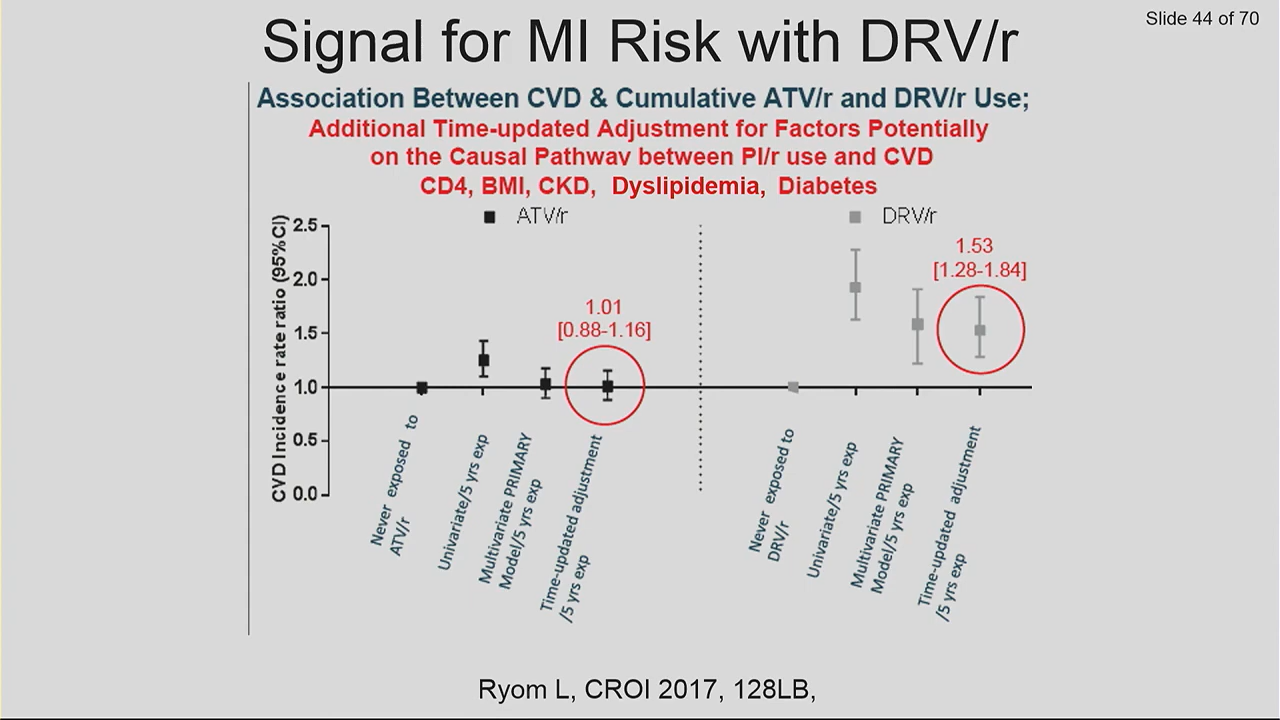 Slide 44 of 70
Signal for MI Risk with DRV/r
Association Between CVD & Cumulative ATV/r and DRV/r Use;
Additional Time-updated Adjustment for Factors Potentially
on the Causal Pathway between PI/r use and CVD
CD4, BMI, CKD, Dyslipidemia, Diabetes
ATV/r
DRV/r
CVD Incidence rate ratio (95%CI)
2.5
2.0
1.5
1.0
0.5
0.0
1.01
[0.88-1.16]
1.53
[1.28-1.84]
Never exposed to
ATV/r
Univariate/5 yrs exp
Multivariate PRIMARY
Model/5 yrs exp
Time-updated adjustment
/5 yrs exp
Never exposed to
DRV/r
Univariate/5 yrs exp
Multivariate PRIMARY
Model/5 yrs exp
Time-updated adjustment
/5 yrs exp
Ryom L, CROI 2017, 128LB,